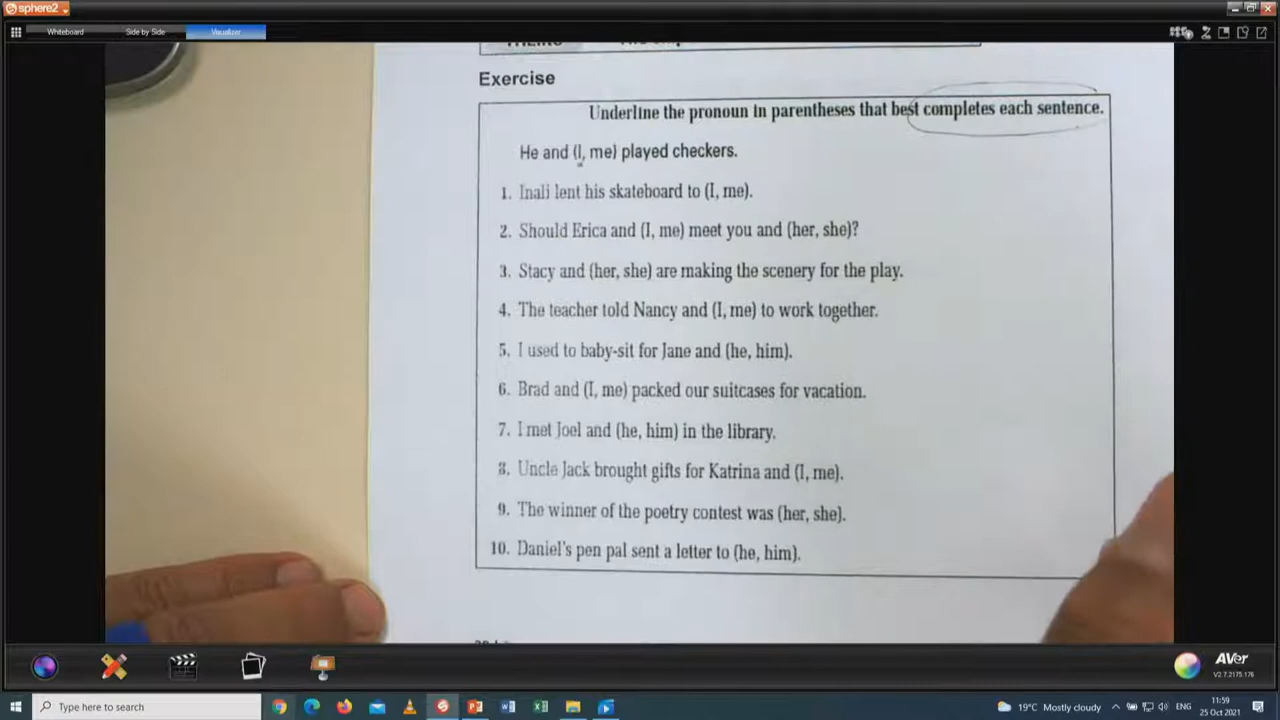 sphere2
Whiteboard Side by Side Visualizer
Exercise
Underline the pronoun in parentheses that best completes each sentence.
He and (I, me) played checkers.
1. Inali lent his skateboard to (I, me).
2. Should Erica and (I, me) meet you and (her, she)?
3. Stacy and (her, she) are making the scenery for the play.
4. The teacher told Nancy and (I, me) to work together.
5. I used to baby-sit for Jane and (he, him).
6. Brad and (I, me) packed our suitcases for vacation.
7. I met Joel and (he, him) in the library.
8. Uncle Jack brought gifts for Katrina and (I, me).
9. The winner of the poetry contest was (her, she).
10. Daniel's pen pal sent a letter to (he, him).
AVer
V2.7.2175.176
Type here to search
19°C Mostly cloudy ENG 11:59
25 Oct 2021